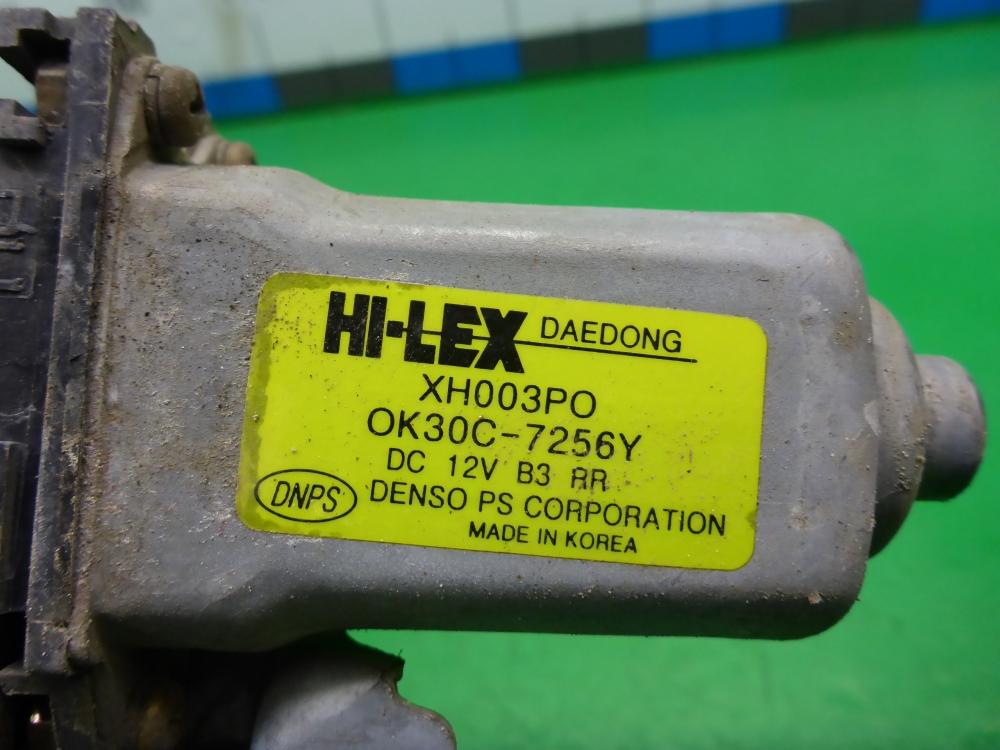 HI-LEX DAEDONG
XH003PO
OK30C-7256Y
DC 12V B3 RR
DNPS DENSO PS CORPORATION
MADE IN KOREA